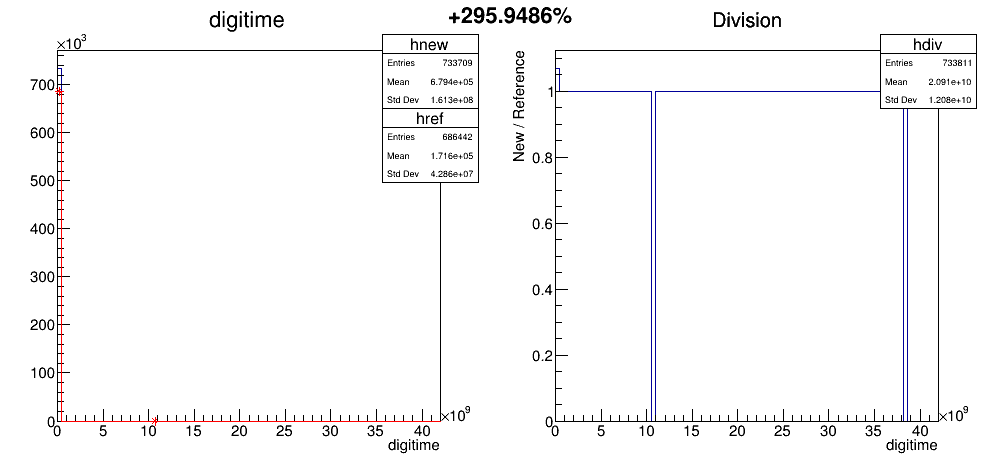 digitime
+295.9486%
Division
×10³
hnew
Entries 733709
Mean 6.794e+05
Std Dev 1.613e+08
href
Entries 686442
Mean 1.716e+05
Std Dev 4.286e+07
700
600
500
400
300
200
100
0
0 5 10 15 20 25 30 35 40
×10⁹
digitime
New / Reference
hdiv
Entries 733811
Mean 2.091e+10
Std Dev 1.208e+10
1
0.8
0.6
0.4
0.2
0
0 5 10 15 20 25 30 35 40
×10⁹
digitime